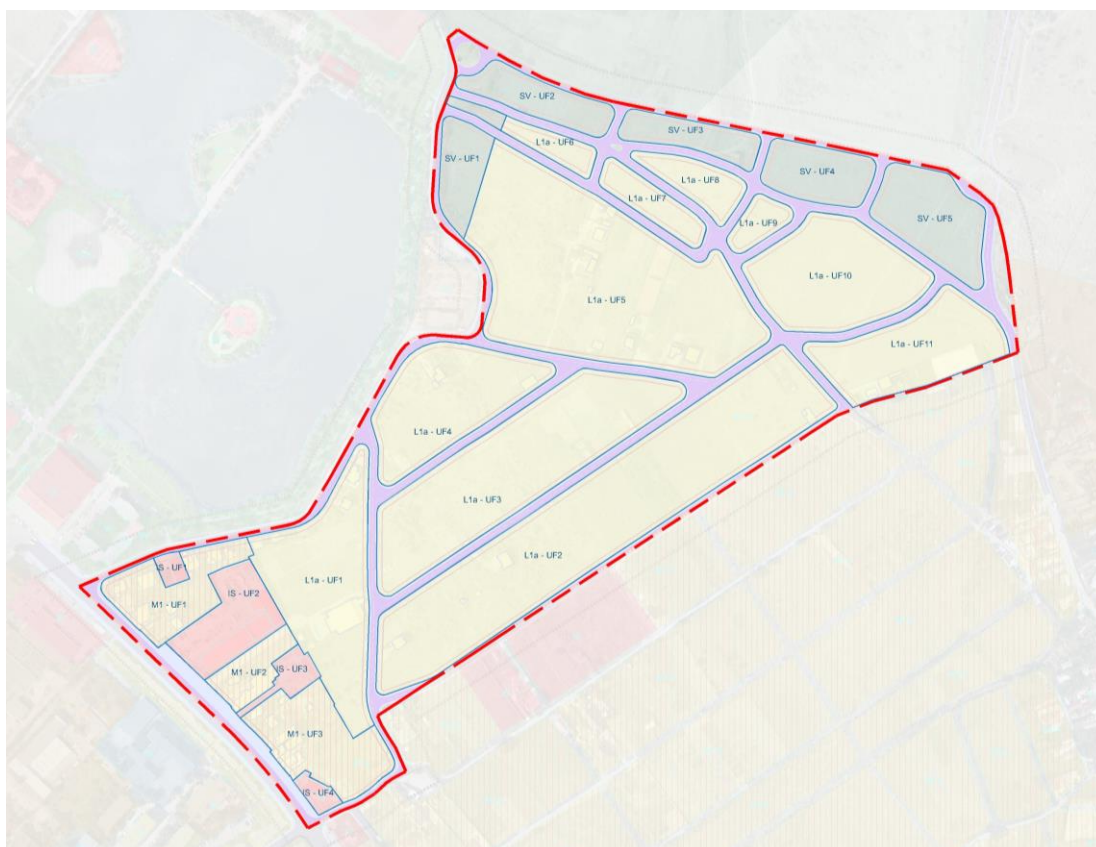 SV - UF2
SV - UF3
L1a - UF6
SV - UF1
SV - UF4
L1a - UF8
L1a - UF7
SV - UF5
L1a - UF9
L1a - UF10
L1a - UF5
L1a - UF11
L1a - UF4
L1a - UF3
L1a - UF2
IS - UF1
L1a - UF1
IS - UF2
M1 - UF1
IS - UF3
M1 - UF2
M1 - UF3
IS - UF4